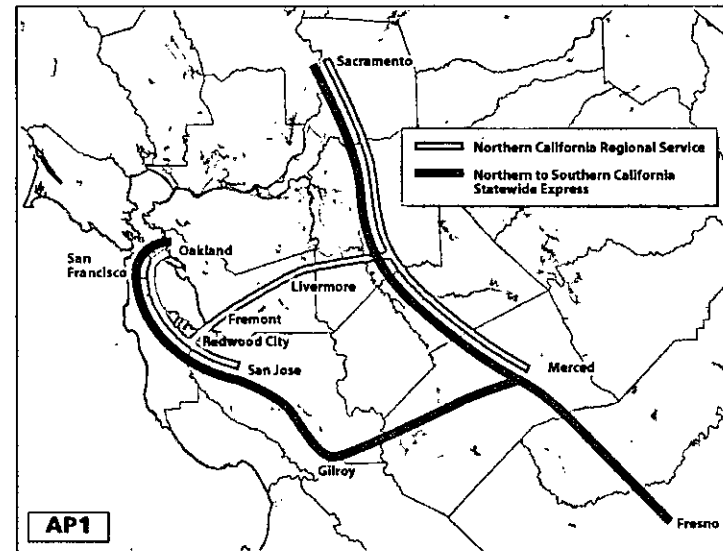 Sacramento
Northern California Regional Service
Northern to Southern California
Statewide Express
Oakland
San
Francisco
Livermore
Fremont
Redwood City
San Jose
Merced
Gilroy
AP1
Fresno